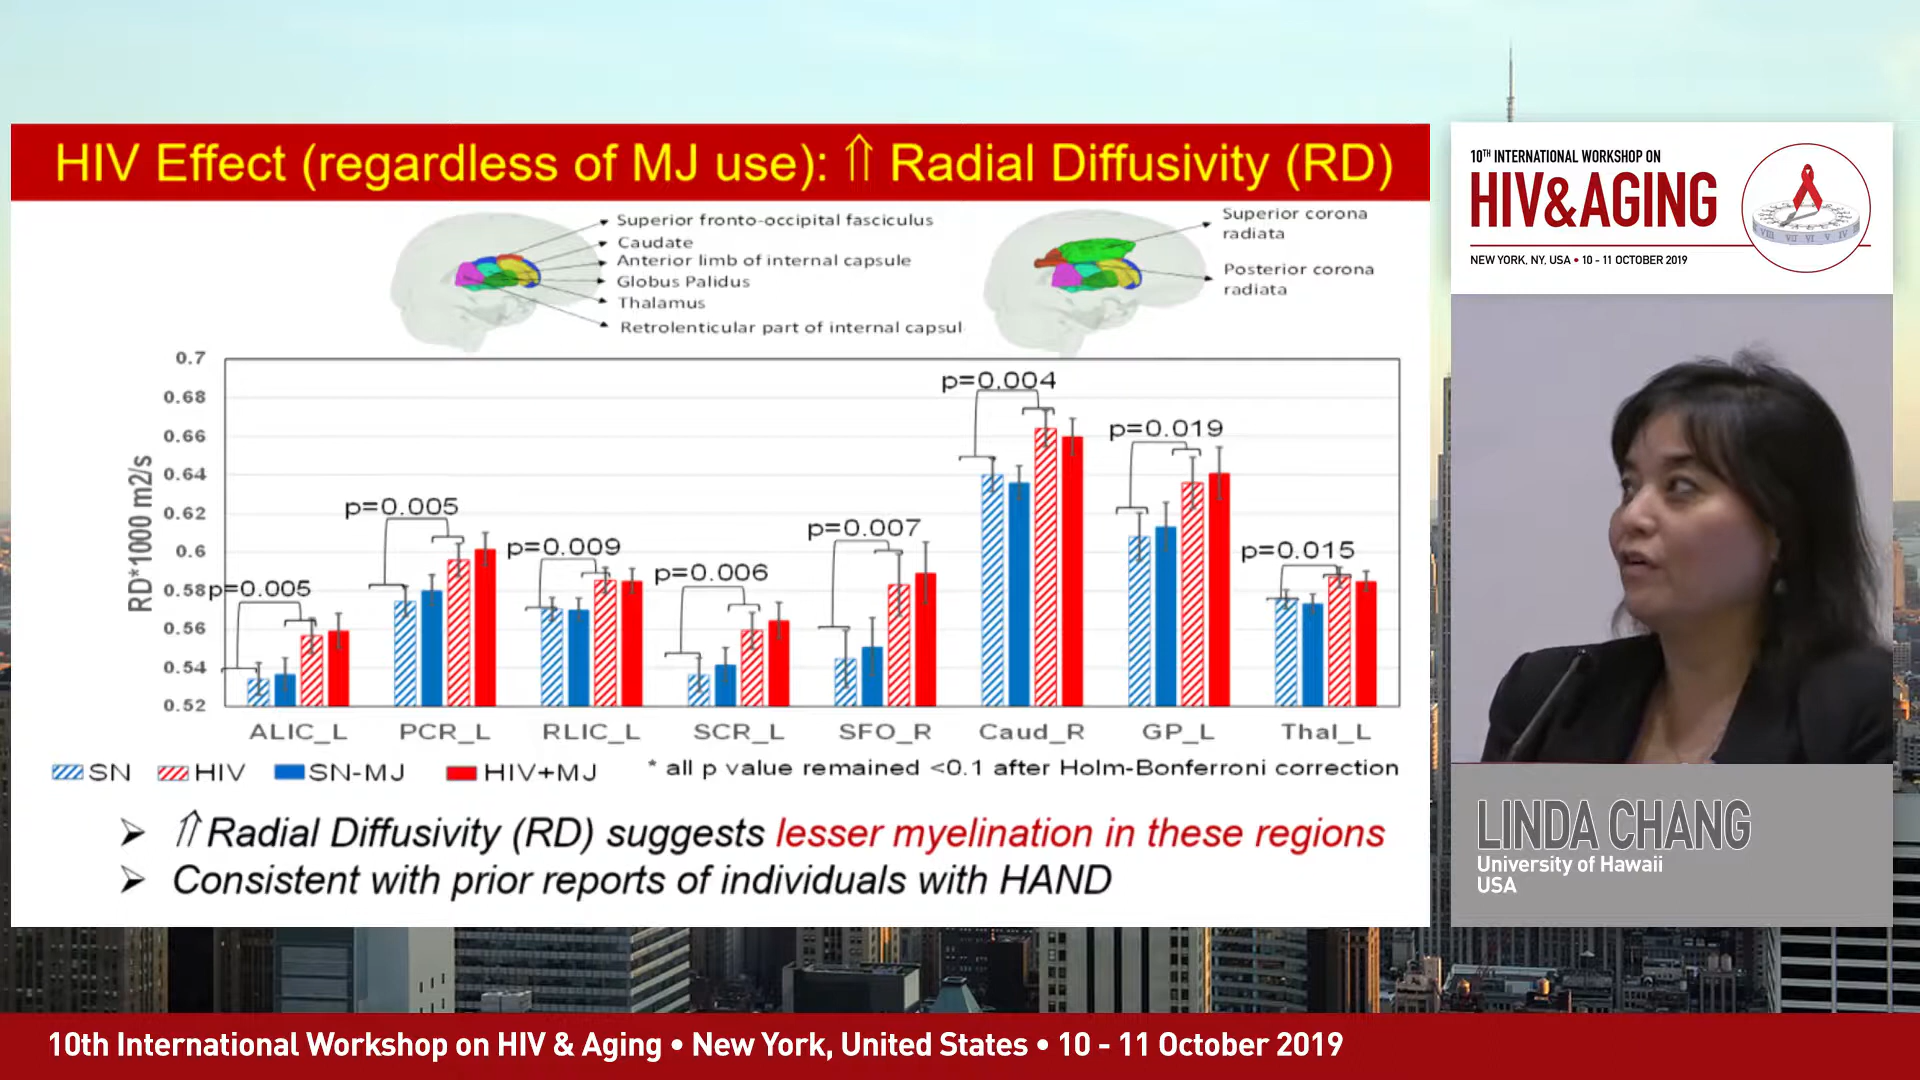 HIV Effect (regardless of MJ use): ⇑ Radial Diffusivity (RD)
Superior fronto-occipital fasciculus
Caudate
Anterior limb of internal capsule
Globus Palidus
Thalamus
Retrolenticular part of internal capsul
Superior corona
radiata
Posterior corona
radiata
RD*1000 m2/s
0.7
0.68
0.66
0.64
0.62
0.6
0.58
0.56
0.54
0.52
p=0.005
p=0.005
p=0.009
p=0.006
p=0.007
p=0.004
p=0.019
p=0.015
ALIC_L PCR_L RLIC_L SCR_L SFO_R Caud_R GP_L Thal_L
SN HIV SN-MJ HIV+MJ * all p value remained <0.1 after Holm-Bonferroni correction
➢ ⇑ Radial Diffusivity (RD) suggests lesser myelination in these regions
➢ Consistent with prior reports of individuals with HAND
10TH INTERNATIONAL WORKSHOP ON
HIV&AGING
NEW YORK, NY, USA • 10 - 11 OCTOBER 2019
LINDA CHANG
University of Hawaii
USA
10th International Workshop on HIV & Aging • New York, United States • 10 - 11 October 2019